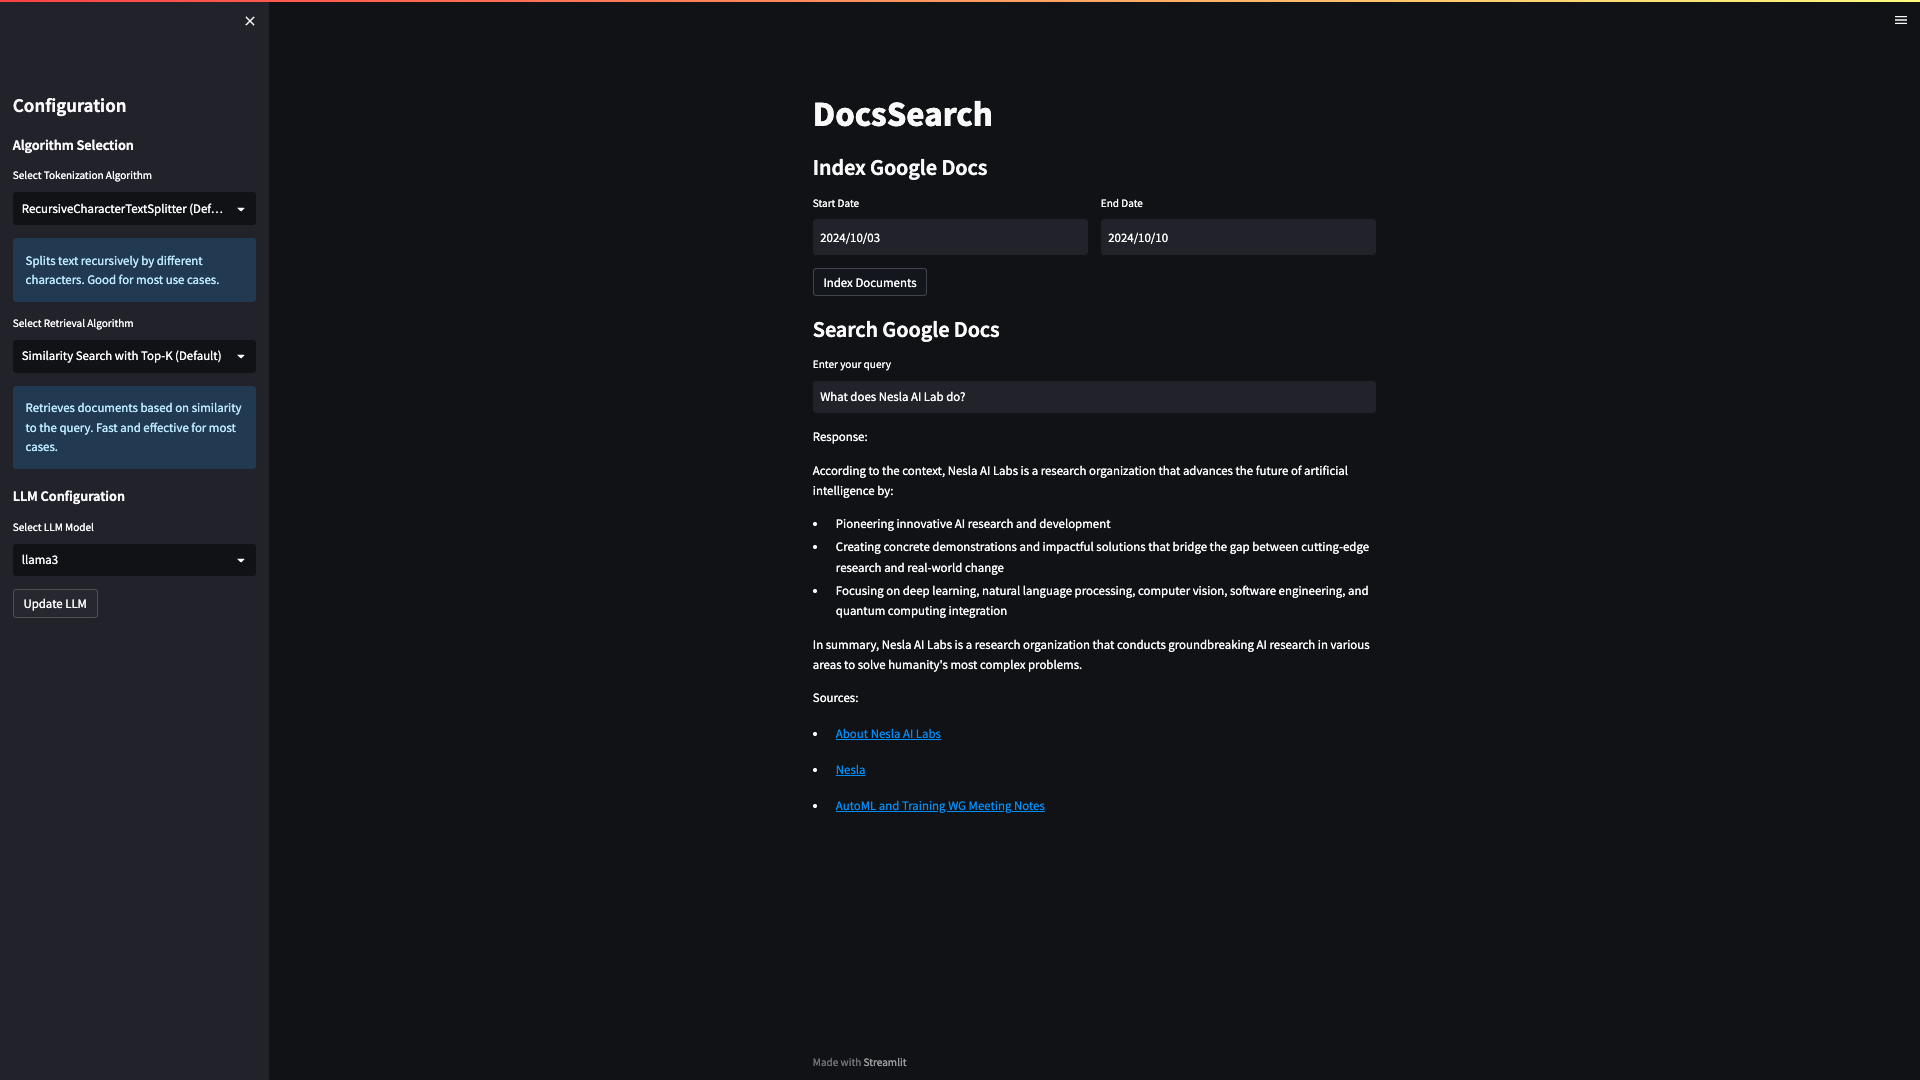 Configuration
Algorithm Selection
Select Tokenization Algorithm
RecursiveCharacterTextSplitter (Def...
Splits text recursively by different
characters. Good for most use cases.
Select Retrieval Algorithm
Similarity Search with Top-K (Default)
Retrieves documents based on similarity
to the query. Fast and effective for most
cases.
LLM Configuration
Select LLM Model
llama3
Update LLM
DocsSearch
Index Google Docs
Start Date
End Date
2024/10/03
2024/10/10
Index Documents
Search Google Docs
Enter your query
What does Nesla AI Lab do?
Response:
According to the context, Nesla AI Labs is a research organization that advances the future of artificial
intelligence by:
• Pioneering innovative AI research and development
• Creating concrete demonstrations and impactful solutions that bridge the gap between cutting-edge
research and real-world change
• Focusing on deep learning, natural language processing, computer vision, software engineering, and
quantum computing integration
In summary, Nesla AI Labs is a research organization that conducts groundbreaking AI research in various
areas to solve humanity's most complex problems.
Sources:
• About Nesla AI Labs
• Nesla
• AutoML and Training WG Meeting Notes
Made with Streamlit